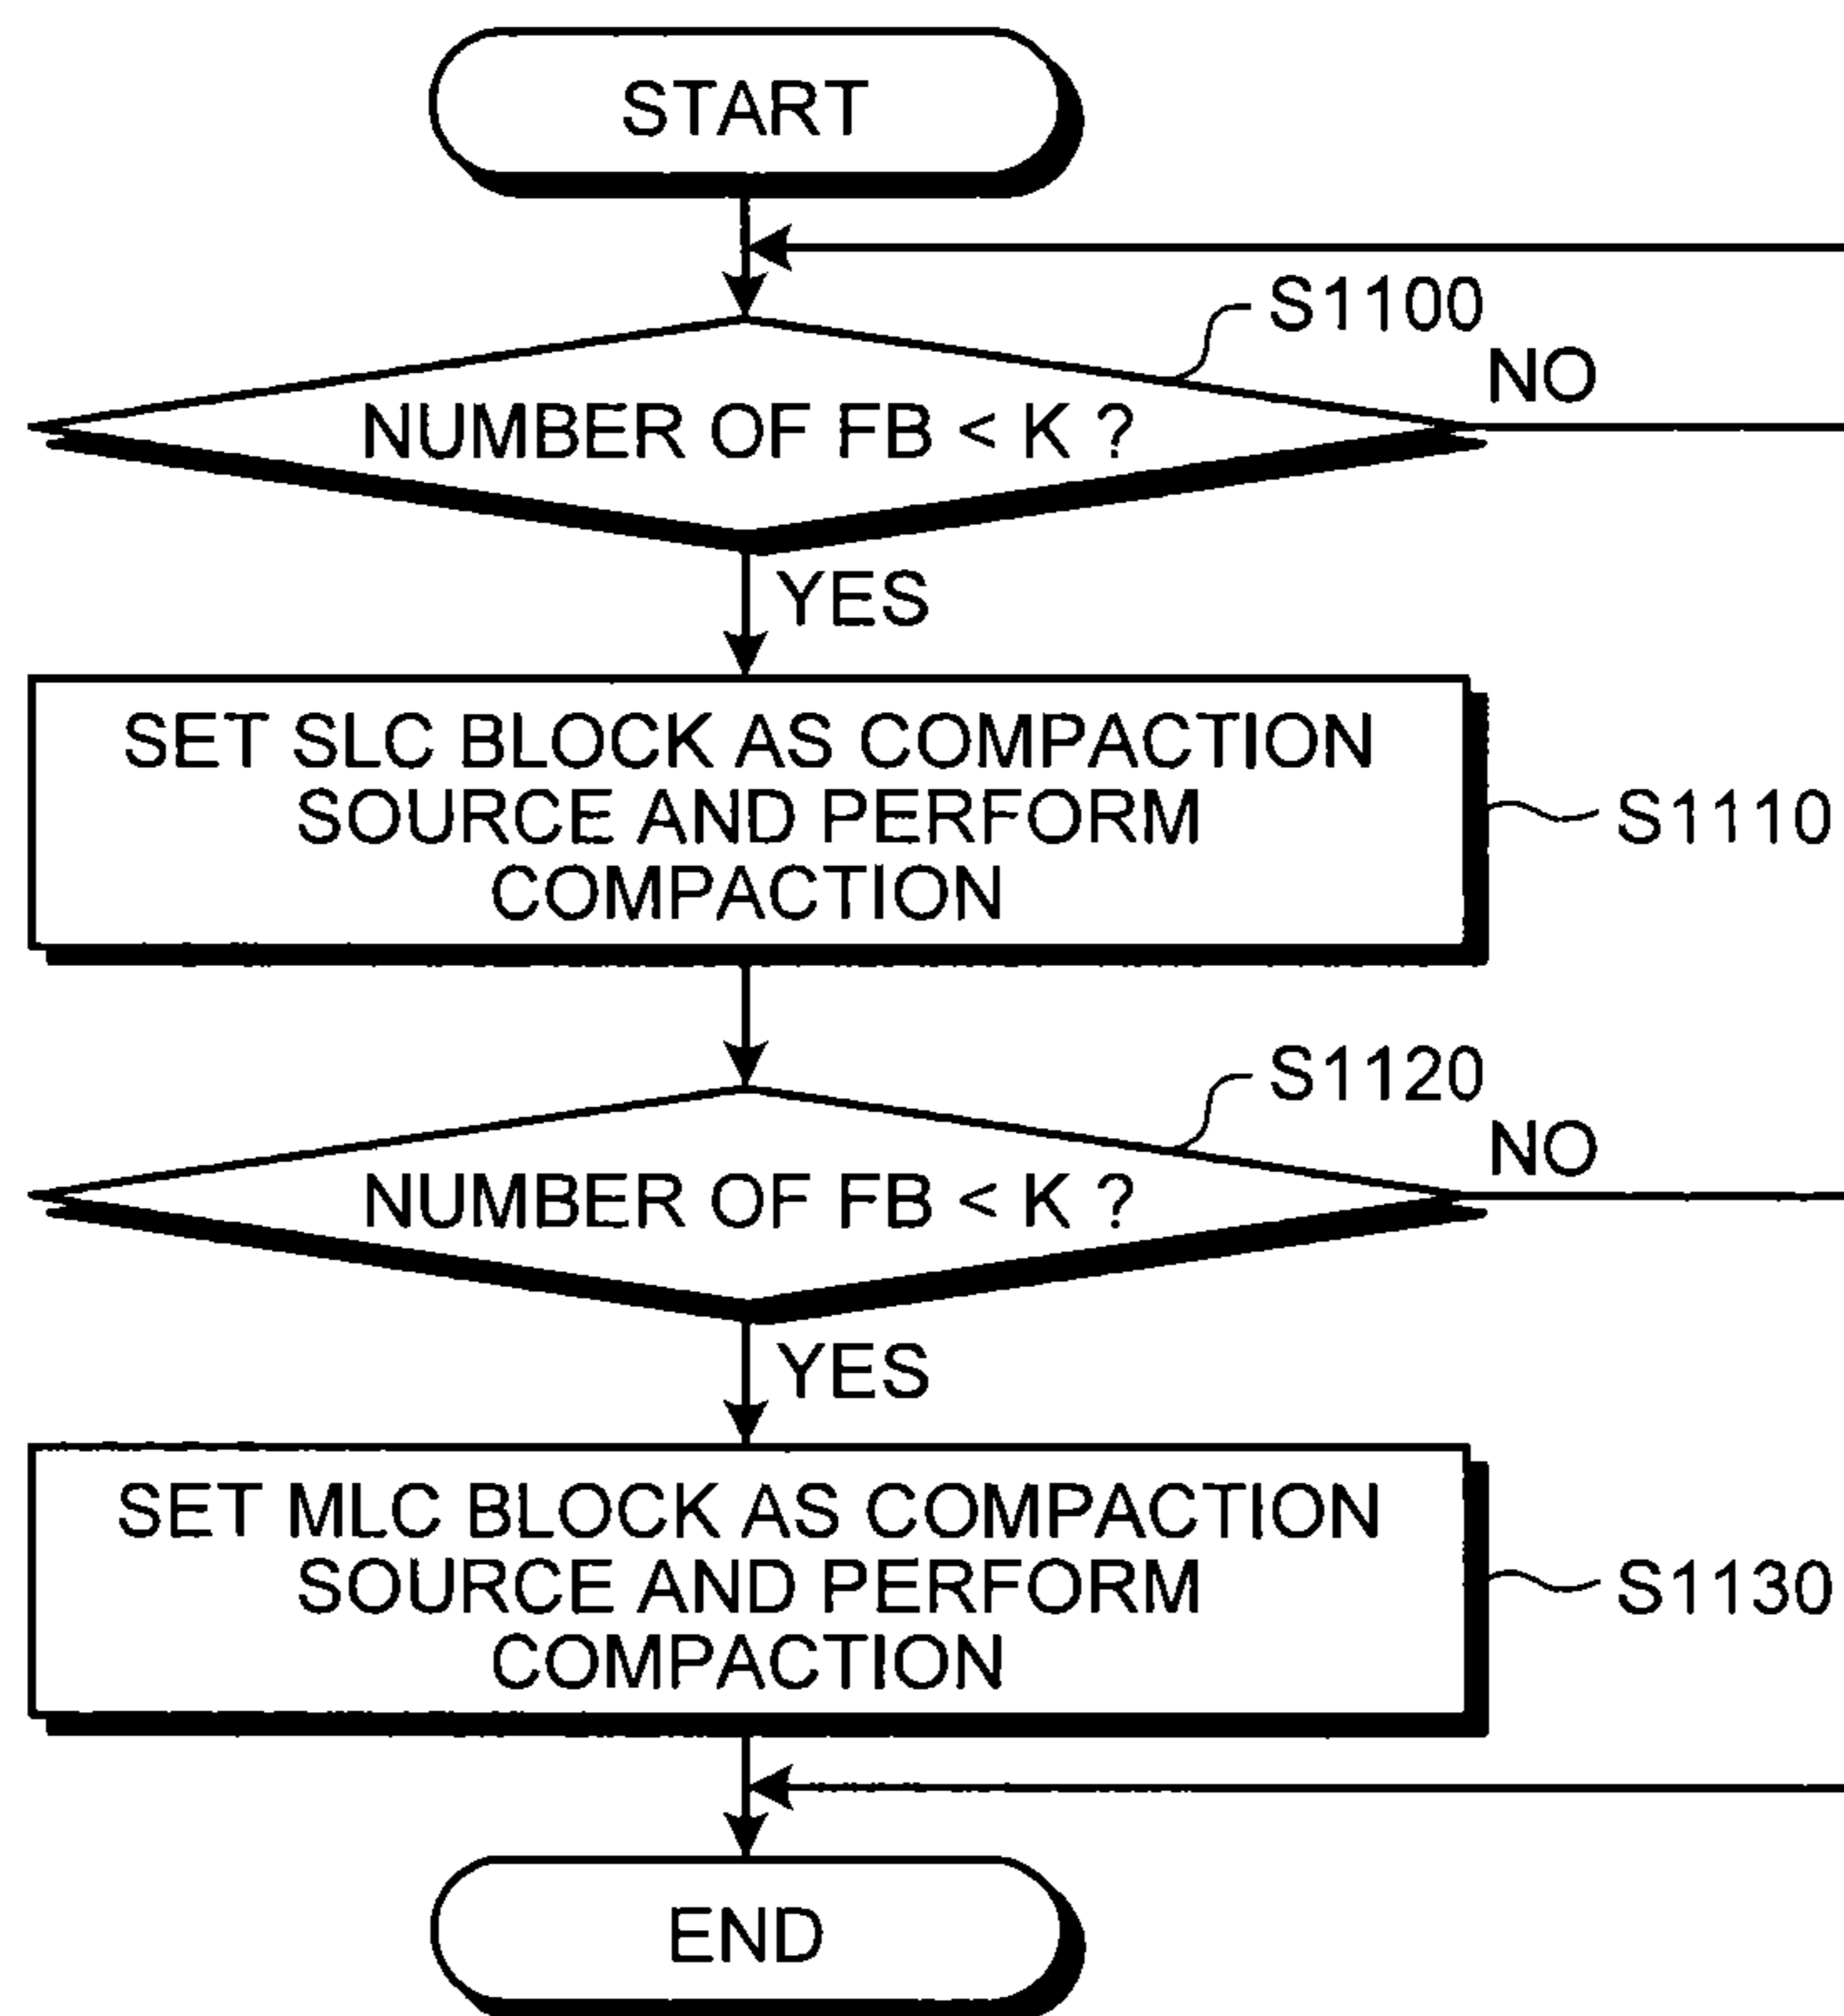 START
S1100
NO
NUMBER OF FB < K ?
YES
SET SLC BLOCK AS COMPACTION
SOURCE AND PERFORM
COMPACTION
S1110
S1120
NO
NUMBER OF FB < K ?
YES
SET MLC BLOCK AS COMPACTION
SOURCE AND PERFORM
COMPACTION
S1130
END